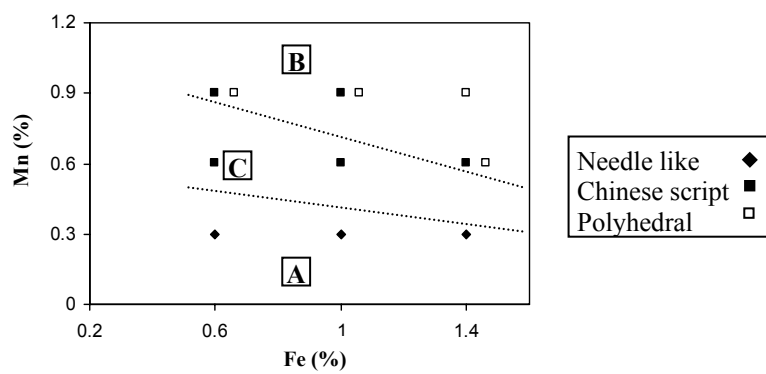 1.2
B
0.9
Mn (%)
0.6
C
0.3
A
0
0.2
0.6
1
1.4
Fe (%)
Needle like
Chinese script
Polyhedral